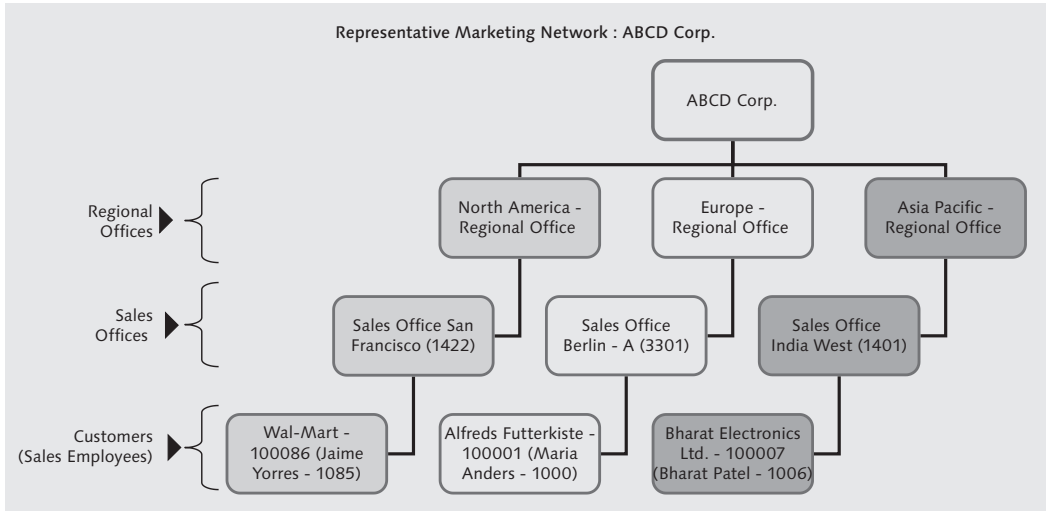 Representative Marketing Network : ABCD Corp.
ABCD Corp.
Regional
Offices
North America -
Regional Office
Europe -
Regional Office
Asia Pacific -
Regional Office
Sales
Offices
Sales Office San
Francisco (1422)
Sales Office
Berlin - A (3301)
Sales Office
India West (1401)
Customers
(Sales Employees)
Wal-Mart -
100086 (Jaime
Yorres - 1085)
Alfreds Futterkiste -
100001 (Maria
Anders - 1000)
Bharat Electronics
Ltd. - 100007
(Bharat Patel - 1006)